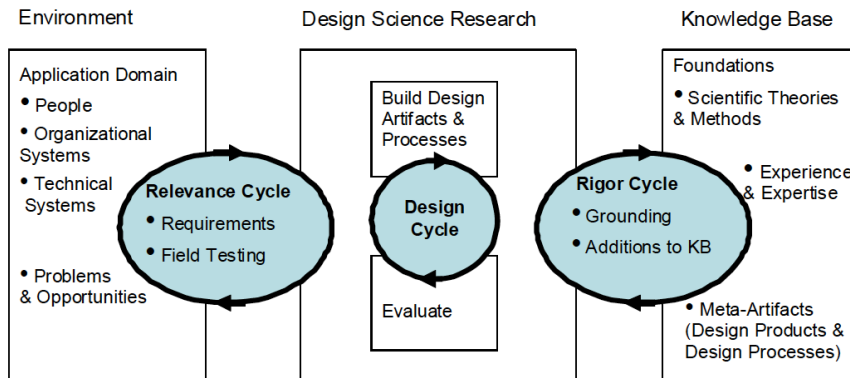 Environment
Design Science Research
Knowledge Base
Application Domain
• People
• Organizational
Systems
• Technical
Systems
• Problems
& Opportunities
Relevance Cycle
• Requirements
• Field Testing
Build Design
Artifacts &
Processes
Design
Cycle
Evaluate
Rigor Cycle
• Grounding
• Additions to KB
Foundations
• Scientific Theories
& Methods
• Experience
& Expertise
• Meta-Artifacts
(Design Products &
Design Processes)